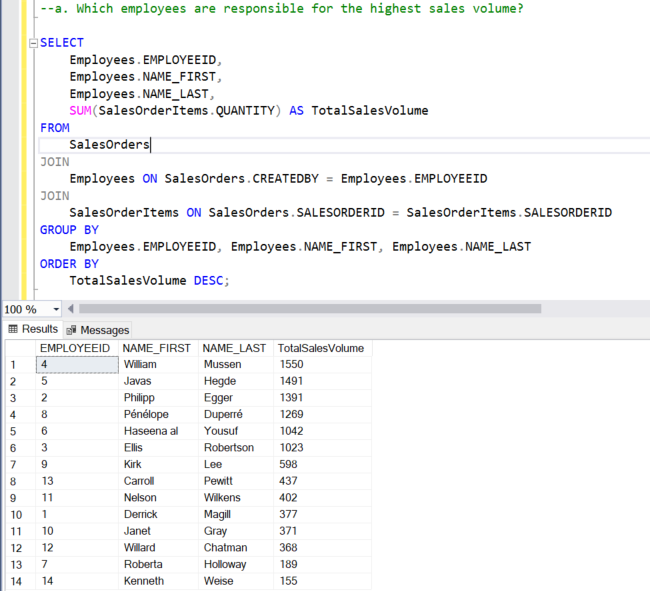 --a. Which employees are responsible for the highest sales volume?
SELECT
Employees.EMPLOYEEID,
Employees.NAME_FIRST,
Employees.NAME_LAST,
SUM(SalesOrderItems.QUANTITY) AS TotalSalesVolume
FROM
SalesOrders
JOIN
Employees ON SalesOrders.CREATEDBY = Employees.EMPLOYEEID
JOIN
SalesOrderItems ON SalesOrders.SALESORDERID = SalesOrderItems.SALESORDERID
GROUP BY
Employees.EMPLOYEEID, Employees.NAME_FIRST, Employees.NAME_LAST
ORDER BY
TotalSalesVolume DESC;
100 %
Results Messages
EMPLOYEEID NAME_FIRST NAME_LAST TotalSalesVolume
1 4 William Mussen 1550
2 5 Javas Hegde 1491
3 2 Philipp Egger 1391
4 8 Pénélope Duperré 1269
5 6 Haseena al Yousuf 1042
6 3 Ellis Robertson 1023
7 9 Kirk Lee 598
8 13 Carroll Pewitt 437
9 11 Nelson Wilkens 402
10 1 Derrick Magill 377
11 10 Janet Gray 371
12 12 Willard Chatman 368
13 7 Roberta Holloway 189
14 14 Kenneth Weise 155